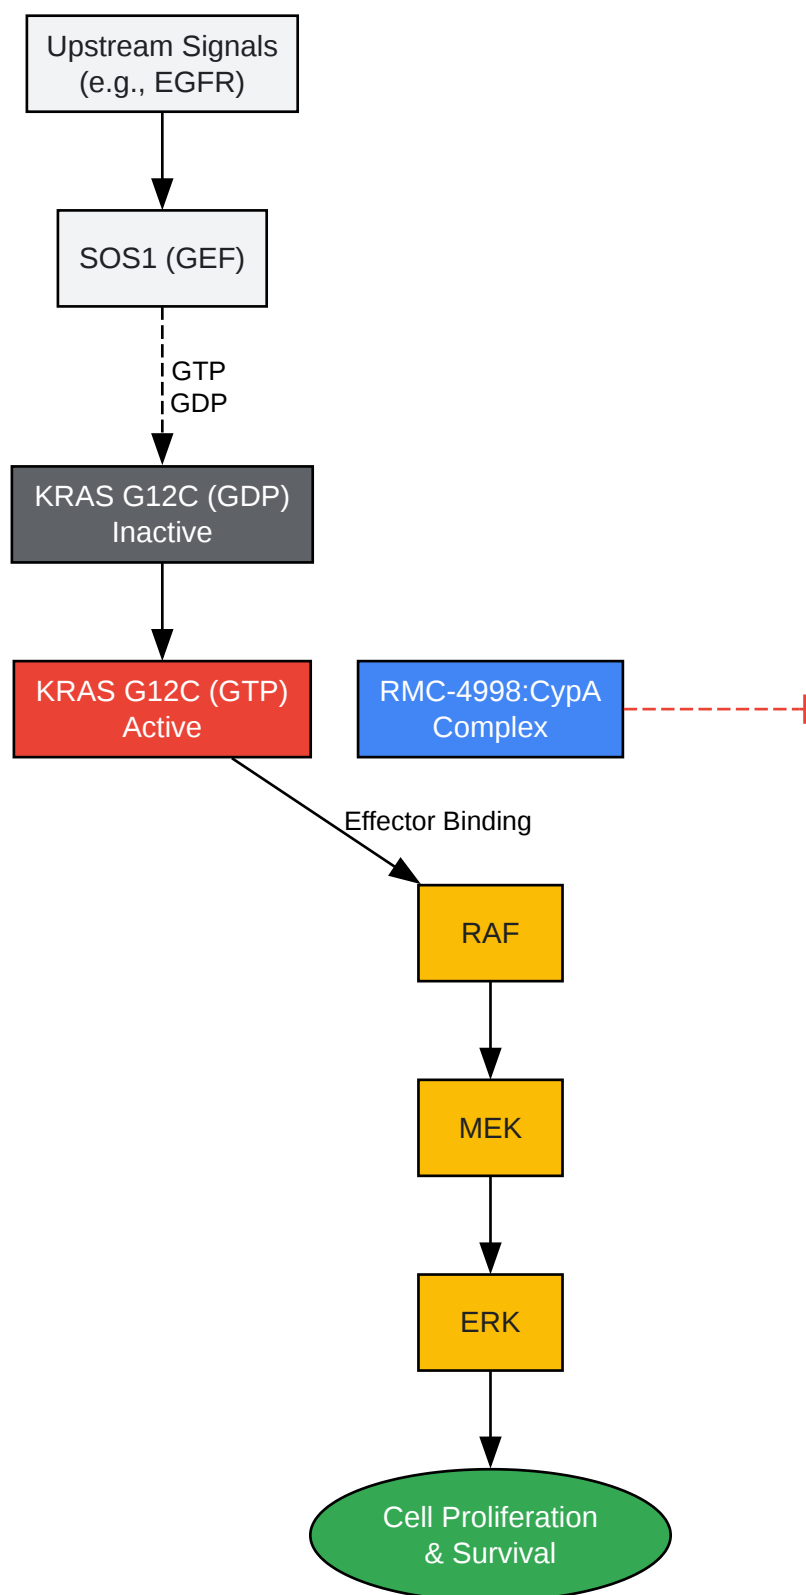 Upstream Signals
(e.g., EGFR)
SOS1 (GEF)
GTP
GDP
KRAS G12C (GDP)
Inactive
KRAS G12C (GTP)
Active
RMC-4998:CypA
Complex
Effector Binding
RAF
MEK
ERK
Cell Proliferation
& Survival